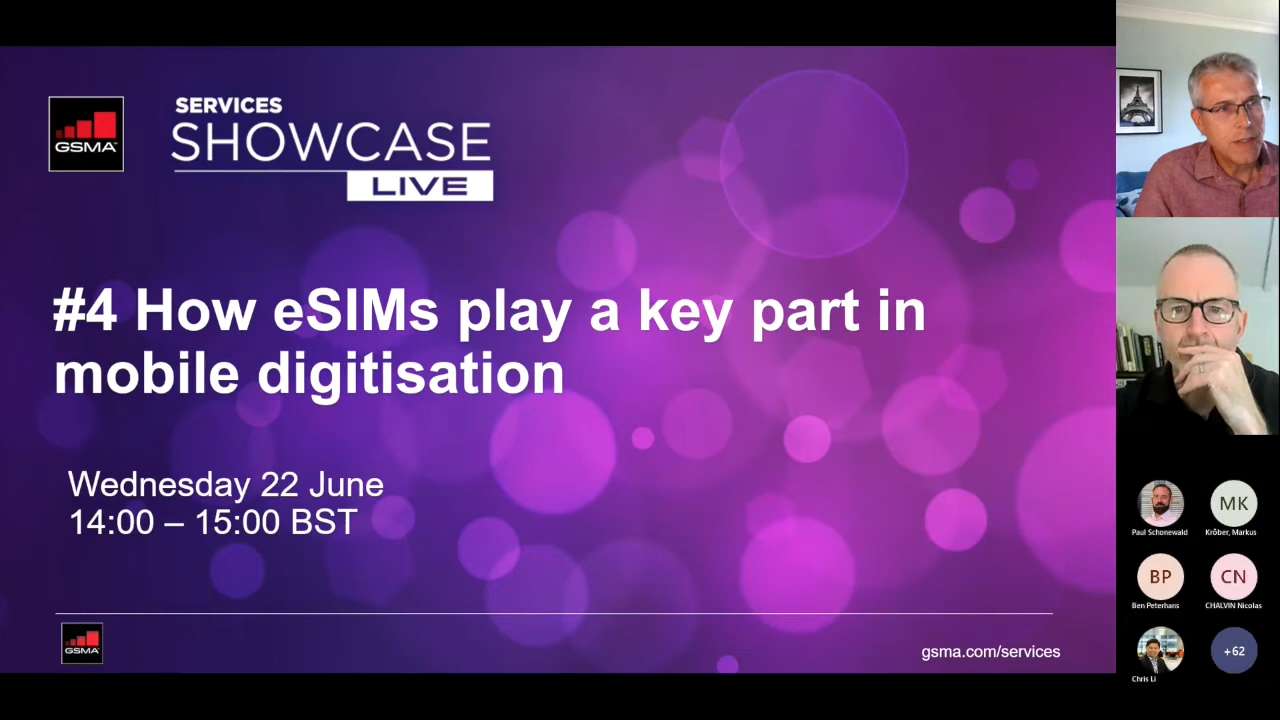 GSMA
SERVICES
SHOWCASE
LIVE
#4 How eSIMs play a key part in
mobile digitisation
Wednesday 22 June
14:00 – 15:00 BST
GSMA
gsma.com/services
MK
Paul Schonewald
Kröber, Markus
BP
CN
Ben Peterhans
CHALVIN Nicolas
+62
Chris Li